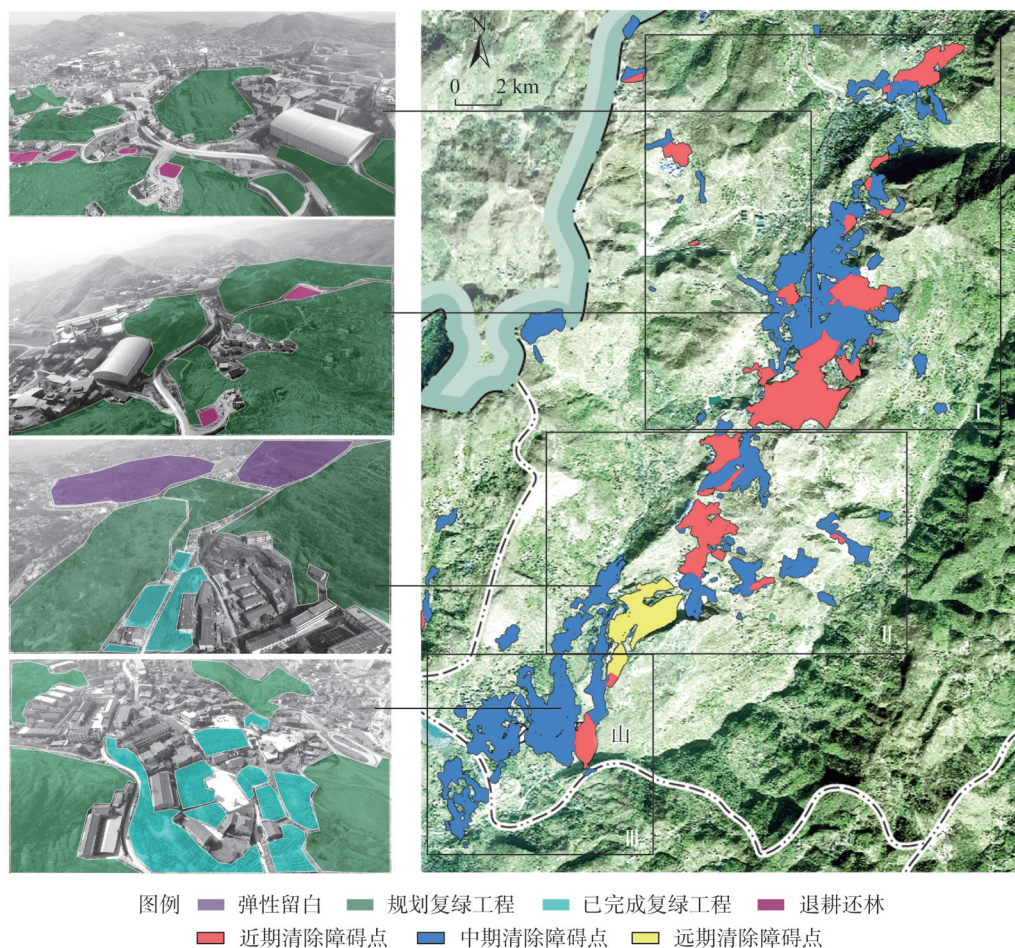 N
0 2 km
I
II
山
III
图例 弹性留白 规划复绿工程 已完成复绿工程 退耕还林
近期清除障碍点 中期清除障碍点 远期清除障碍点